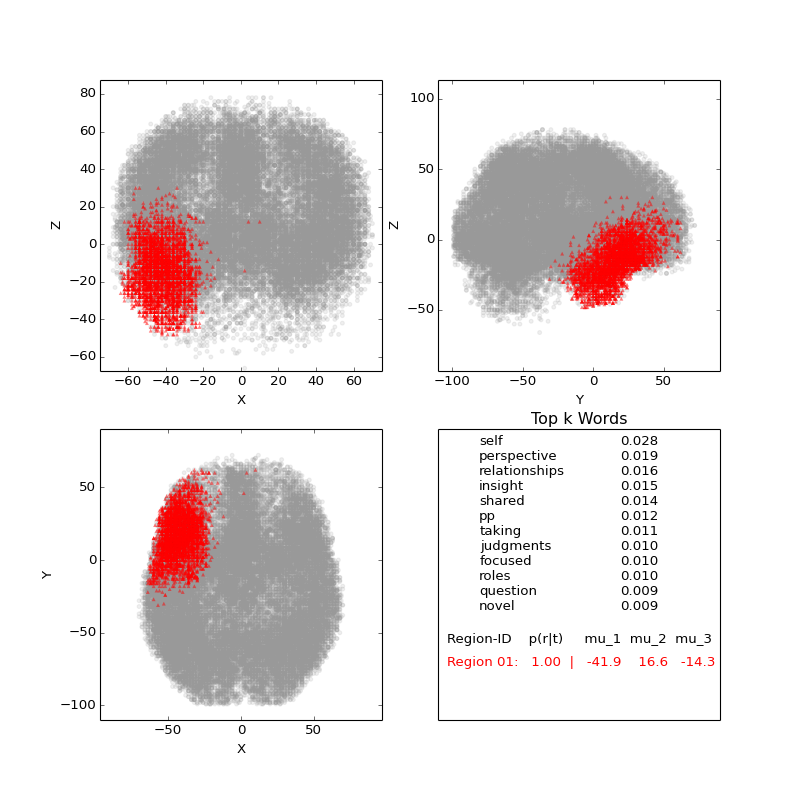 80
60
40
20
0
−20
−40
−60
Z
−60
−40
−20
0
20
40
60
X
100
50
0
−50
Z
−100
−50
0
50
Y
50
0
−50
−100
Y
−50
0
50
X
Top k Words
self 0.028
perspective 0.019
relationships 0.016
insight 0.015
shared 0.014
pp 0.012
taking 0.011
judgments 0.010
focused 0.010
roles 0.010
question 0.009
novel 0.009
Region-ID p(r|t) mu_1 mu_2 mu_3
Region 01: 1.00 | -41.9 16.6 -14.3